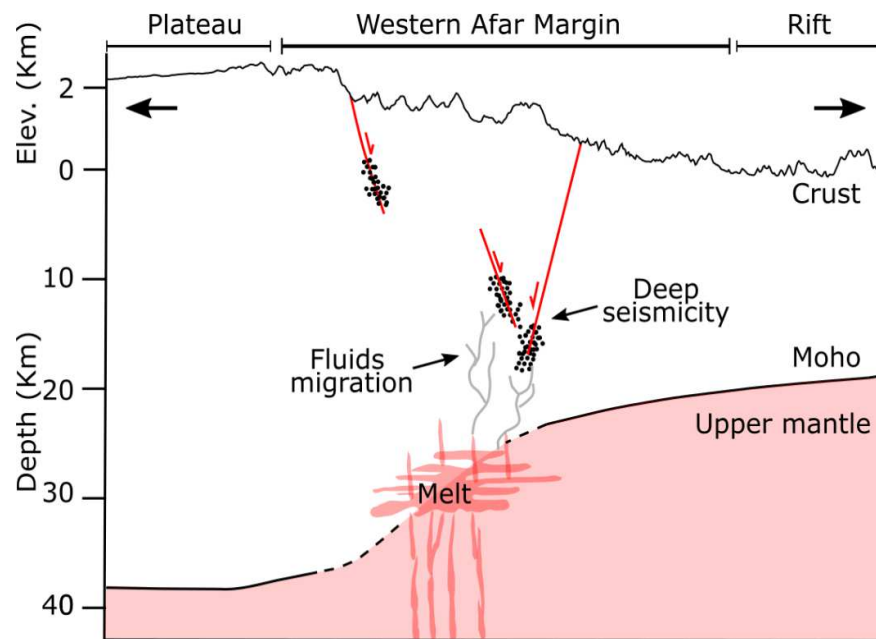 Plateau
Western Afar Margin
Rift
Elev. (Km)
2
0
Crust
10
Deep
seismicity
Fluids
migration
Moho
20
Upper mantle
Depth (Km)
Melt
30
40